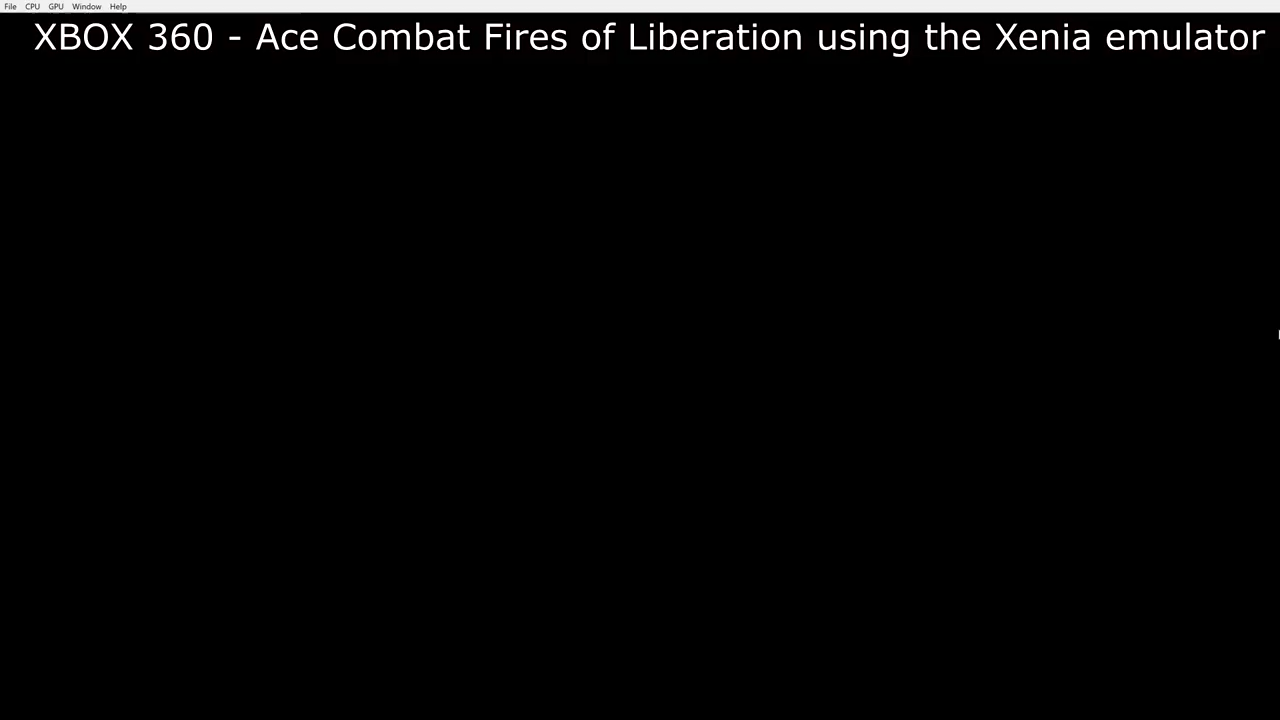 File CPU GPU Window Help
XBOX 360 - Ace Combat Fires of Liberation using the Xenia emulator